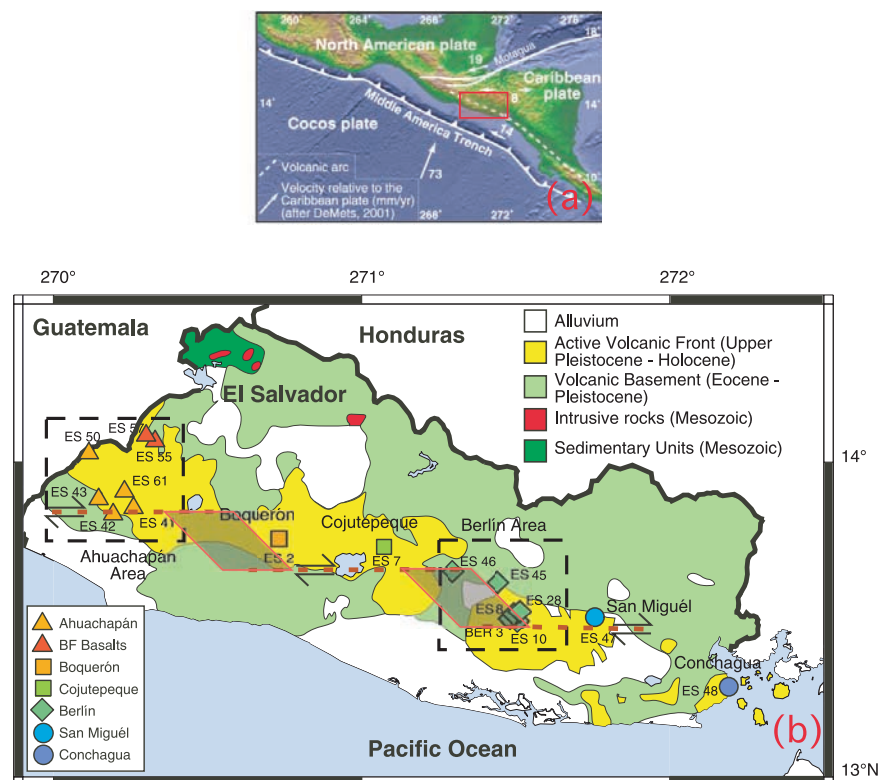 260°
264°
268°
272°
276°
North American plate
Motagua
18°
19
Caribbean
plate
8
14°
14°
Middle America Trench
Cocos plate
14
Volcanic arc
73
10°
Velocity relative to the
Caribbean plate (mm/yr)
(after DeMets, 2001)
268°
272°
(a)
270°
271°
272°
Guatemala
Honduras
Alluvium
Active Volcanic Front (Upper
Pleistocene - Holocene)
Volcanic Basement (Eocene -
Pleistocene)
Intrusive rocks (Mesozoic)
Sedimentary Units (Mesozoic)
El Salvador
ES 57
ES 50
ES 55
14°
ES 61
ES 43
ES 42
ES 41
Boquerón
Cojutepeque
Berlín Area
ES 2
ES 7
ES 46
ES 45
Ahuachapán
Area
ES 28
ES8
San Miguél
BER 3
ES 10
ES 47
Ahuachapán
BF Basalts
Boquerón
Cojutepeque
Berlín
San Miguél
Conchagua
Conchagua
ES 48
(b)
Pacific Ocean
13°N